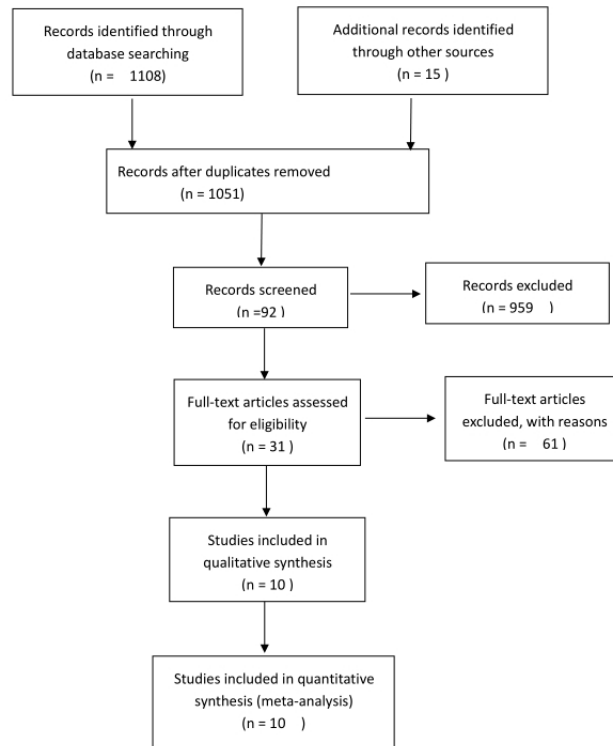 Records identified through
database searching
(n = 1108)
Additional records identified
through other sources
(n = 15 )
Records after duplicates removed
(n = 1051)
Records screened
(n =92 )
Records excluded
(n = 959 )
Full-text articles assessed
for eligibility
(n = 31 )
Full-text articles
excluded, with reasons
(n = 61 )
Studies included in
qualitative synthesis
(n = 10 )
Studies included in quantitative
synthesis (meta-analysis)
(n = 10 )